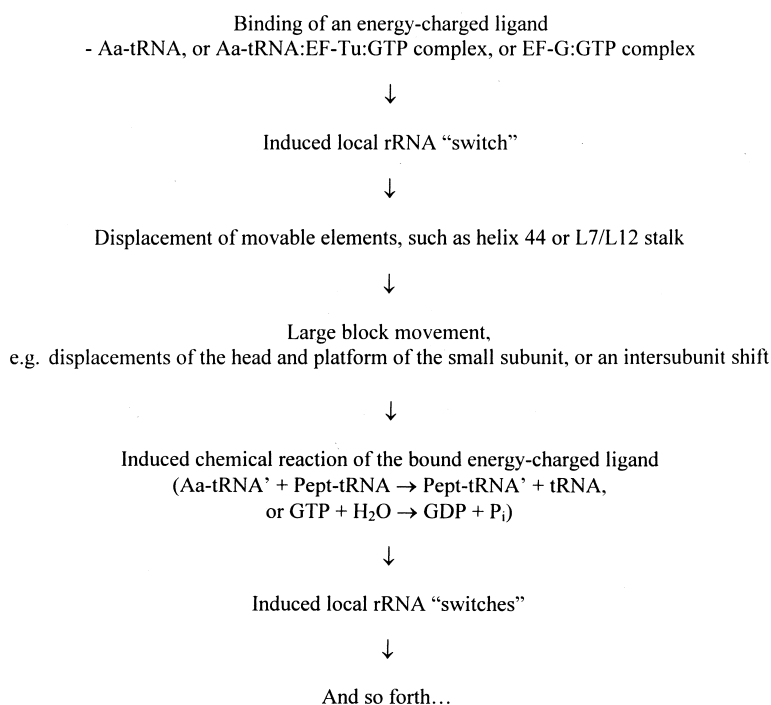 Binding of an energy-charged ligand
- Aa-tRNA, or Aa-tRNA:EF-Tu:GTP complex, or EF-G:GTP complex
↓
Induced local rRNA “switch”
↓
Displacement of movable elements, such as helix 44 or L7/L12 stalk
↓
Large block movement,
e.g. displacements of the head and platform of the small subunit, or an intersubunit shift
↓
Induced chemical reaction of the bound energy-charged ligand
(Aa-tRNA’ + Pept-tRNA → Pept-tRNA’ + tRNA,
or GTP + H₂O → GDP + Pᵢ)
↓
Induced local rRNA “switches”
↓
And so forth…